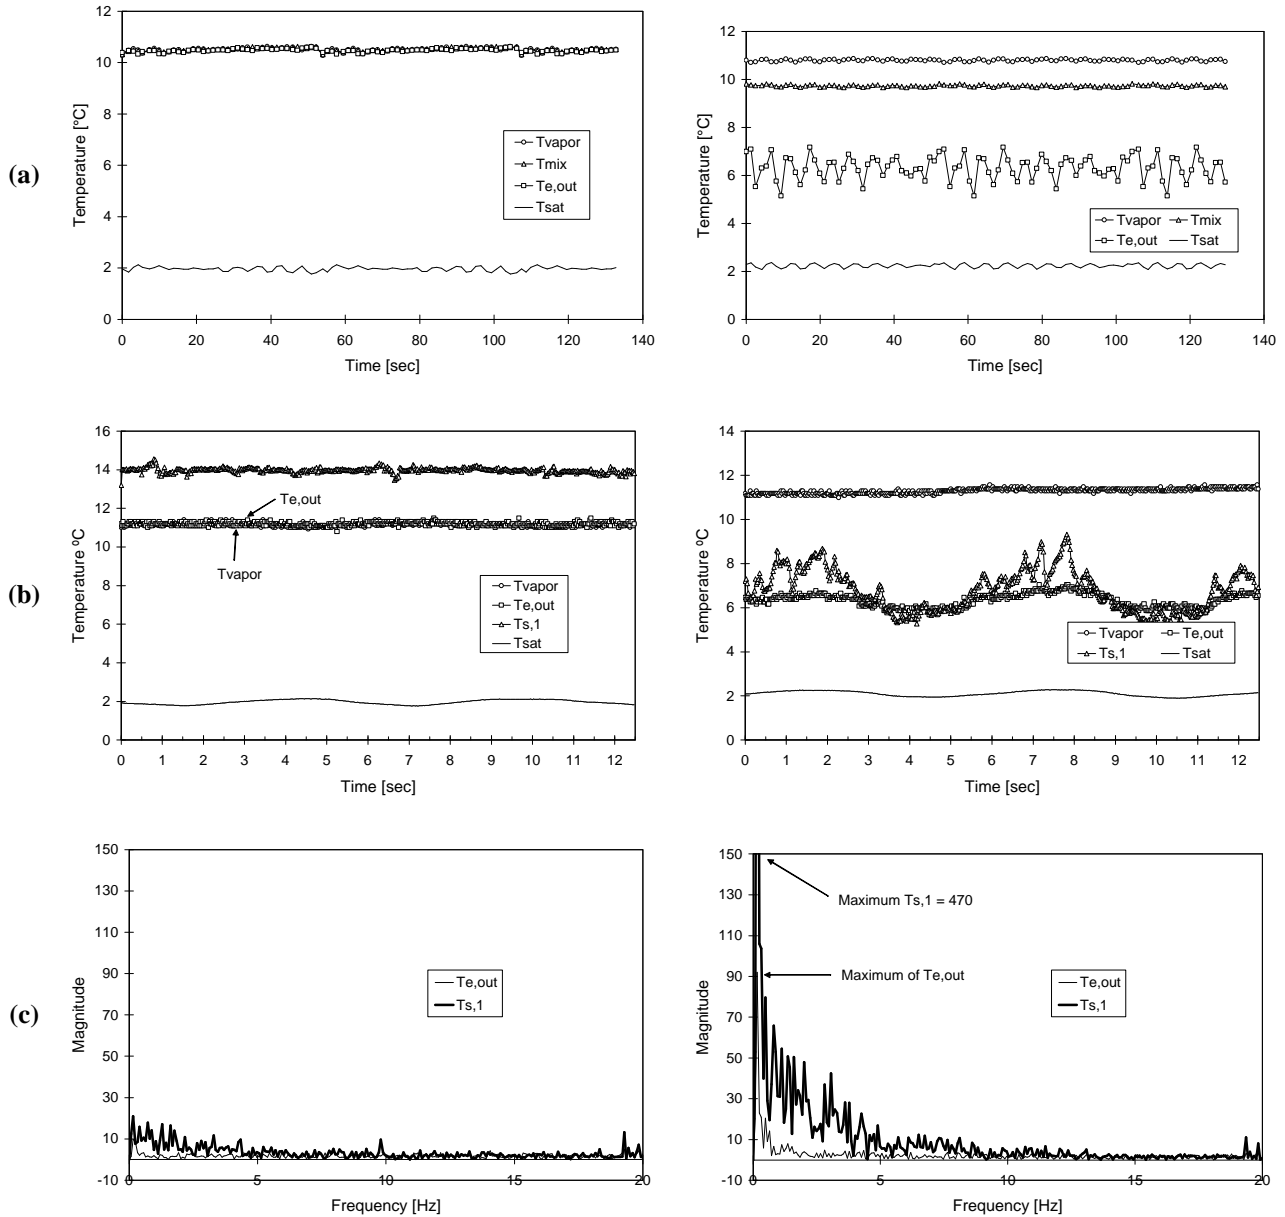 (a)
12
10
8
6
4
2
0
Temperature [°C]
Tvapor
Tmix
Te,out
Tsat
0 20 40 60 80 100 120 140
Time [sec]
12
10
8
6
4
2
0
Temperature [°C]
Tvapor Tmix
Te,out Tsat
0 20 40 60 80 100 120 140
Time [sec]
(b)
16
14
12
10
8
6
4
2
0
Temperature ºC
Te,out
Tvapor
Tvapor
Te,out
Ts,1
Tsat
0 1 2 3 4 5 6 7 8 9 10 11 12
Time [sec]
14
12
10
8
6
4
2
0
Temperature ºC
Tvapor Te,out
Ts,1 Tsat
0 1 2 3 4 5 6 7 8 9 10 11 12
Time [sec]
(c)
150
130
110
90
70
50
30
10
-10
Magnitude
Te,out
Ts,1
0 5 10 15 20
Frequency [Hz]
150
130
110
90
70
50
30
10
-10
Magnitude
Maximum Ts,1 = 470
Maximum of Te,out
Te,out
Ts,1
0 5 10 15 20
Frequency [Hz]